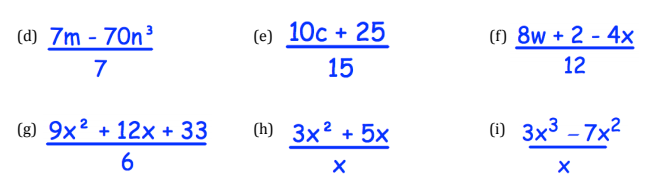 (d) 7m - 70n³ (e) 10c + 25 (f) 8w + 2 - 4x
7 15 12
(g) 9x² + 12x + 33 (h) 3x² + 5x (i) 3x³ - 7x²
6 x x